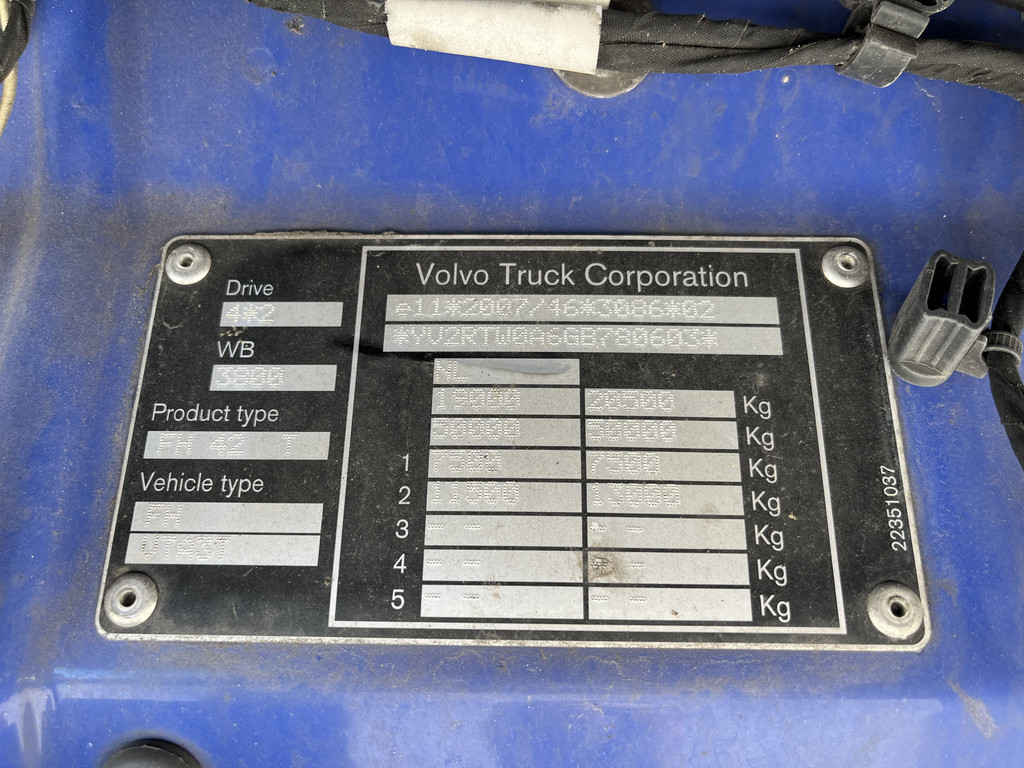 Volvo Truck Corporation
Drive
4*2
e11*2007/46*3086*02
*YV2RTW0A6GB780603*
WB
3800
NL
19000 20500 Kg
50000 50000 Kg
Product type
FH 42 T
1 7500 7500 Kg
2 11500 13000 Kg
Vehicle type
FH
VTA3T
3 -- --- -- --- Kg
4 -- --- -- --- Kg
5 -- --- -- --- Kg
22351037